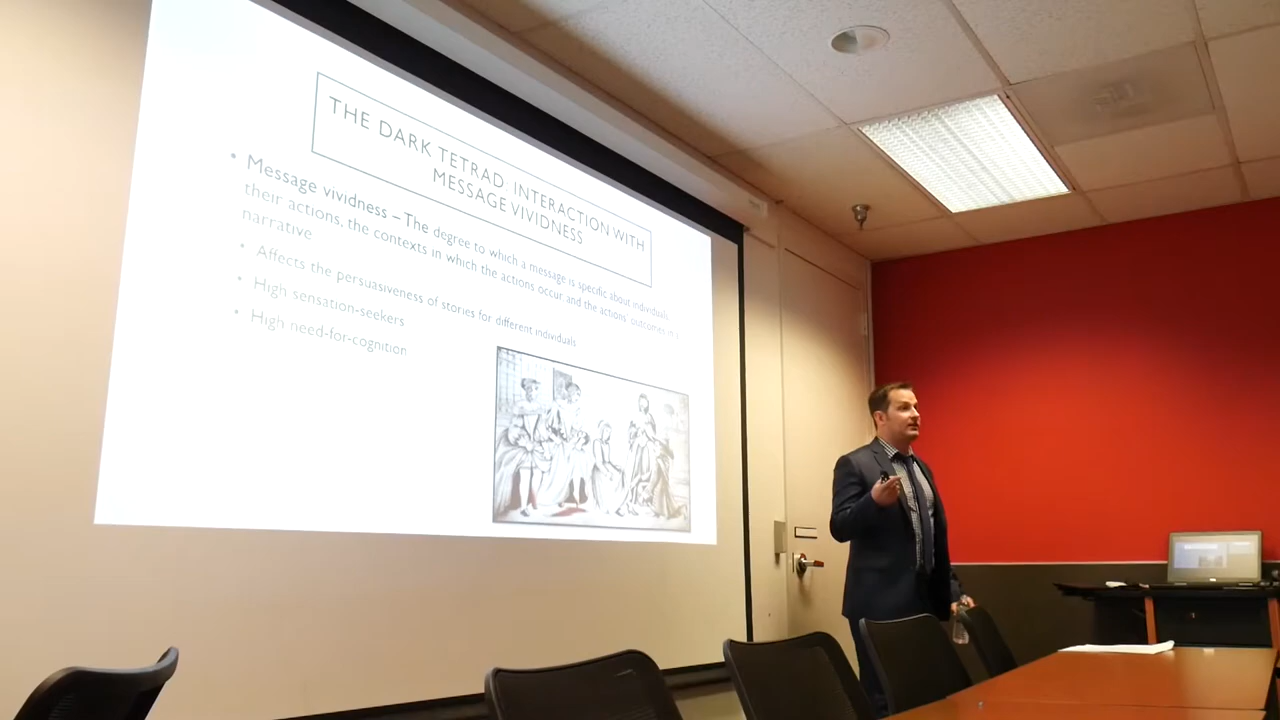 THE DARK TETRAD: INTERACTION WITH
MESSAGE VIVIDNESS
• Message vividness – The degree to which a message is specific about individuals,
their actions, the contexts in which the actions occur, and the actions' outcomes in a
narrative
• Affects the persuasiveness of stories for different individuals
• High sensation-seekers
• High need-for-cognition